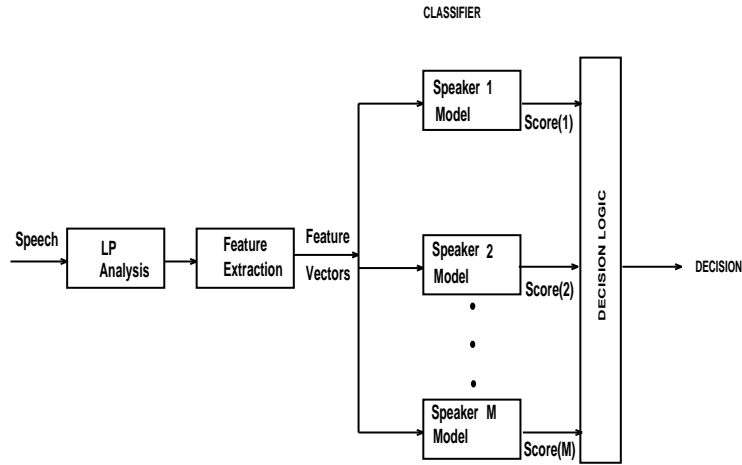 CLASSIFIER
Speaker 1
Model
Score(1)
Speech
LP
Analysis
Feature
Extraction
Feature
Vectors
Speaker 2
Model
Score(2)
DECISION LOGIC
DECISION
Speaker M
Model
Score(M)